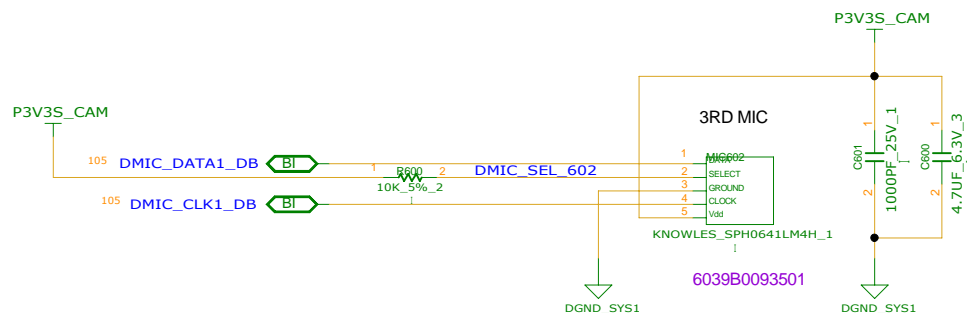 P3V3S_CAM
P3V3S_CAM
3RD MIC
105 DMIC_DATA1_DB BI
1 R600 2 DMIC_SEL_602
10K_5%_2
105 DMIC_CLK1_DB BI
MIC602
1 DATA
2 SELECT
3 GROUND
4 CLOCK
5 Vdd
KNOWLES_SPH0641LM4H_1
6039B0093501
1 C601 2 1000PF_25V_1
1 C600 2 4.7UF_6.3V_3
DGND_SYS1
DGND_SYS1